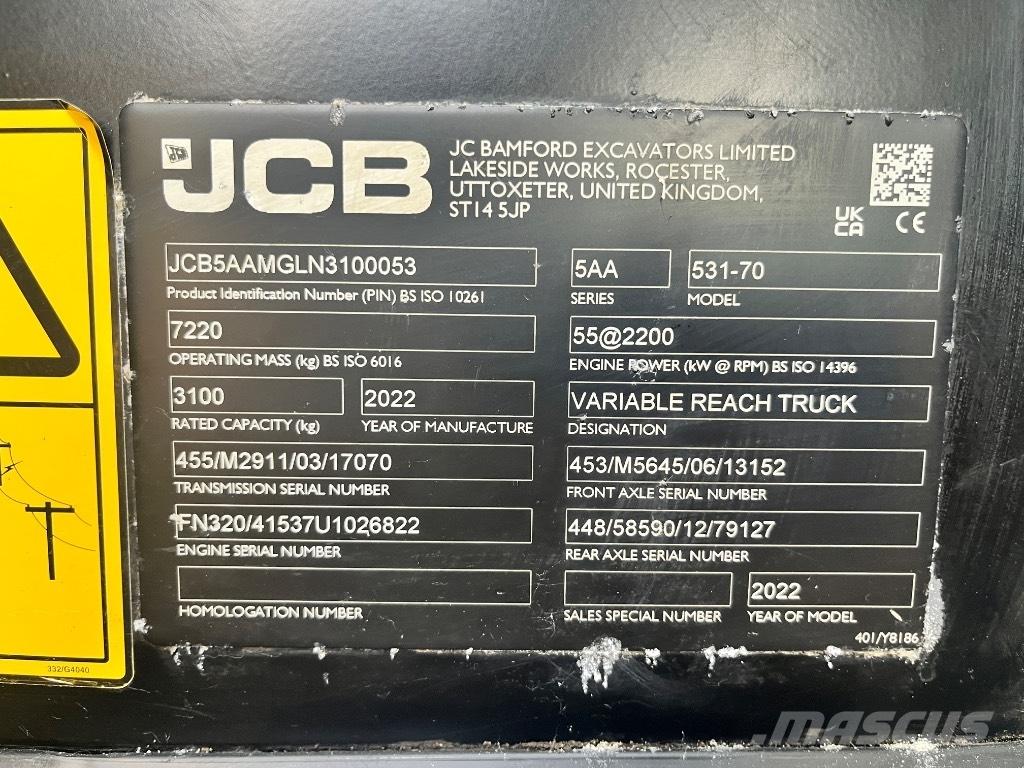 JCB
JC BAMFORD EXCAVATORS LIMITED
LAKESIDE WORKS, ROCESTER,
UTTOXETER, UNITED KINGDOM,
ST14 5JP
UK
CA CE
JCB5AAMGLN3100053
Product Identification Number (PIN) BS ISO 10261
5AA
SERIES
531-70
MODEL
7220
OPERATING MASS (kg) BS ISO 6016
55@2200
ENGINE POWER (kW @ RPM) BS ISO 14396
3100
RATED CAPACITY (kg)
2022
YEAR OF MANUFACTURE
VARIABLE REACH TRUCK
DESIGNATION
455/M2911/03/17070
TRANSMISSION SERIAL NUMBER
453/M5645/06/13152
FRONT AXLE SERIAL NUMBER
FN320/41537U1026822
ENGINE SERIAL NUMBER
448/58590/12/79127
REAR AXLE SERIAL NUMBER
HOMOLOGATION NUMBER
SALES SPECIAL NUMBER
2022
YEAR OF MODEL
401/Y8186
332/G4040
MASCUS